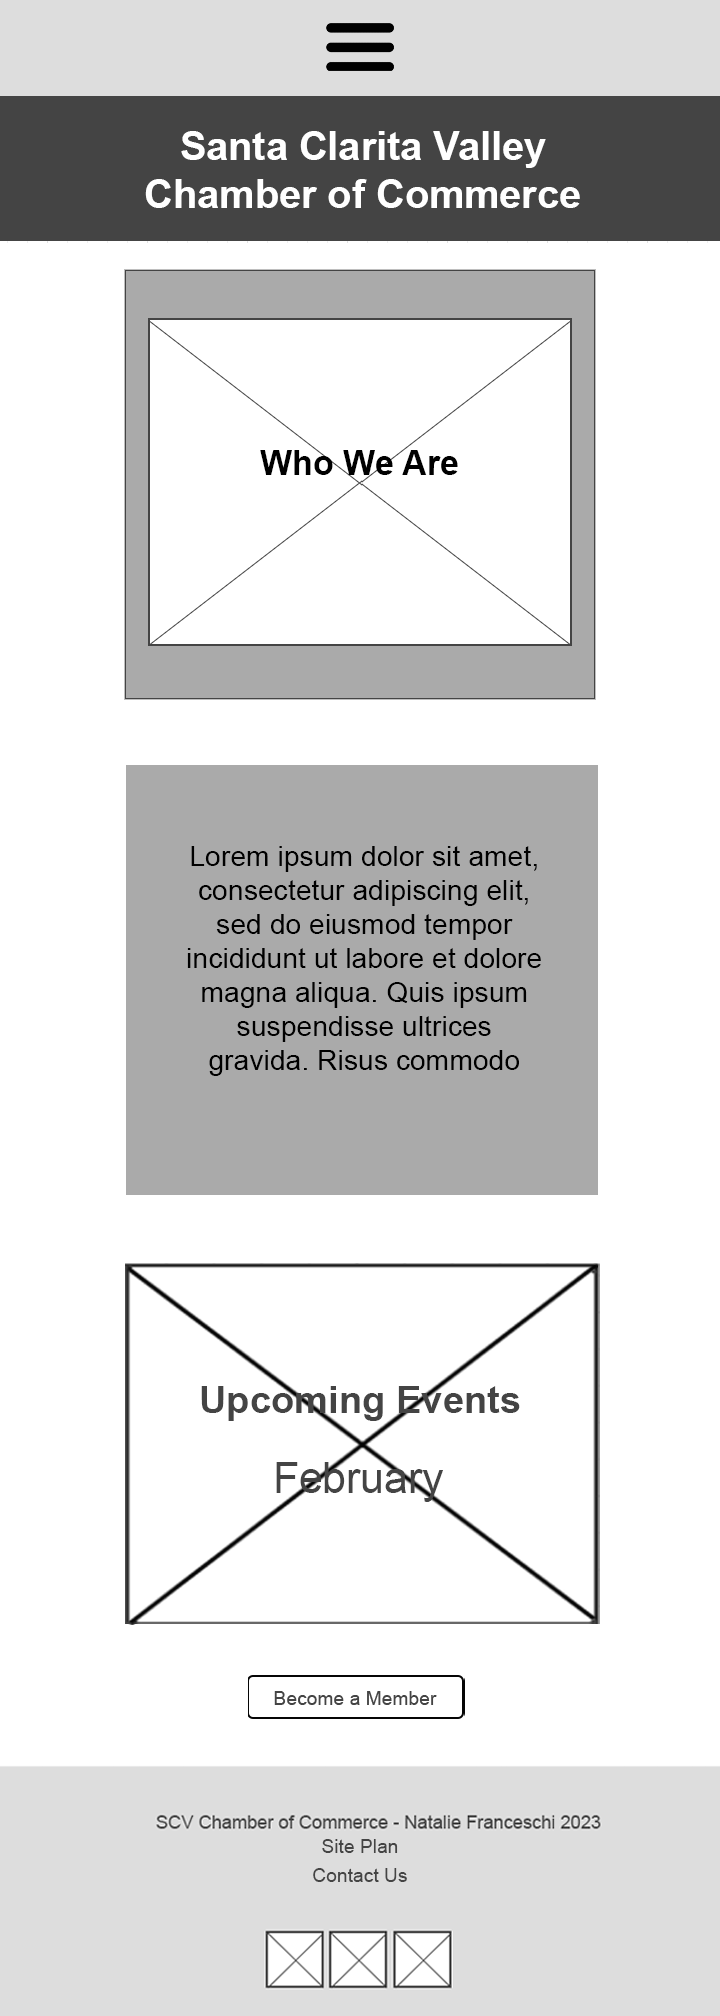 Santa Clarita Valley
Chamber of Commerce
Who We Are
Lorem ipsum dolor sit amet,
consectetur adipiscing elit,
sed do eiusmod tempor
incididunt ut labore et dolore
magna aliqua. Quis ipsum
suspendisse ultrices
gravida. Risus commodo
Upcoming Events
February
Become a Member
SCV Chamber of Commerce - Natalie Franceschi 2023
Site Plan
Contact Us